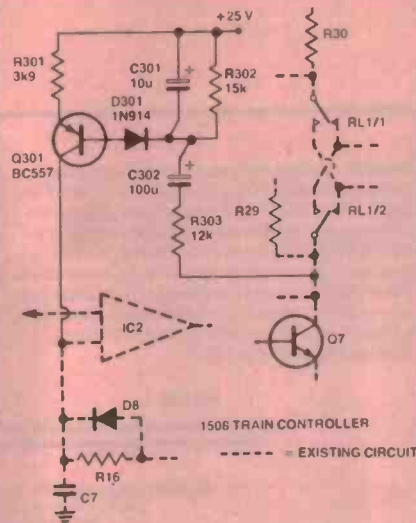 +25 V
R30
R301
3k9
C301
10u
R302
15k
D301
1N914
RL1/1
Q301
BC557
C302
100u
R29
RL1/2
R303
12k
IC2
Q7
D8
1506 TRAIN CONTROLLER
= EXISTING CIRCUIT
R16
C7